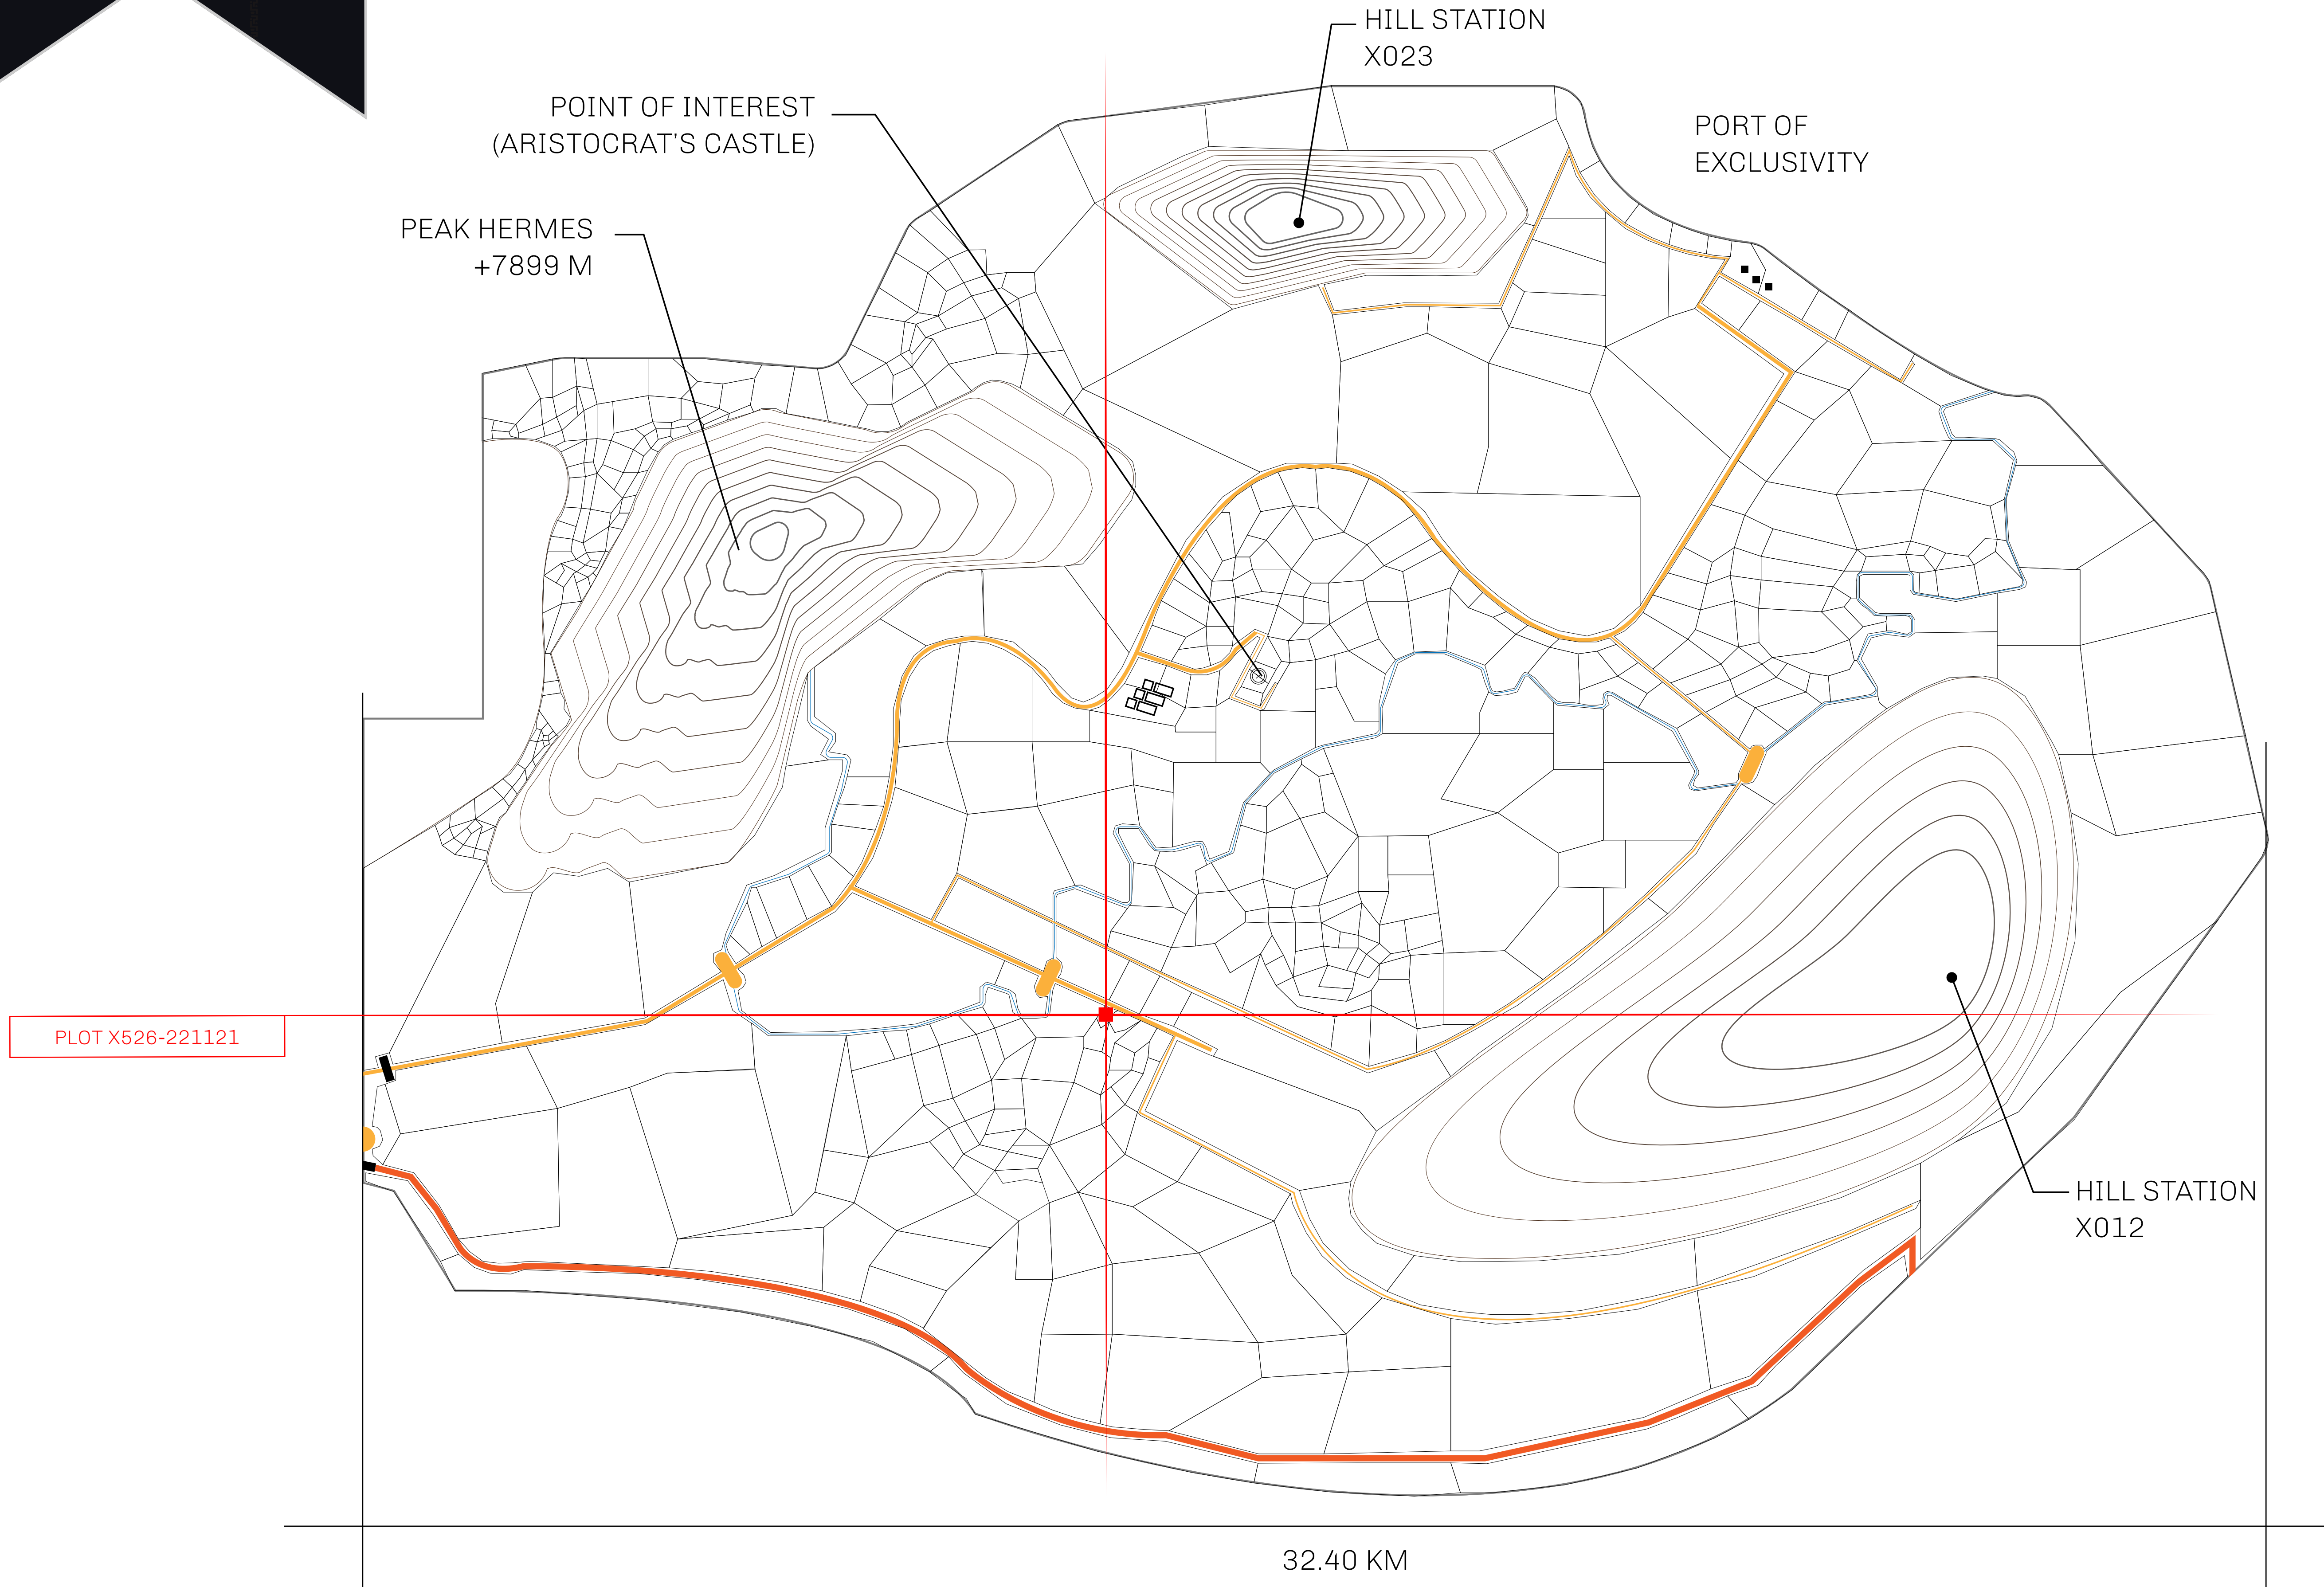 HILL STATION
X023
POINT OF INTEREST
(ARISTOCRAT'S CASTLE)
PORT OF
EXCLUSIVITY
PEAK HERMES
+7899 M
PLOT X526-221121
HILL STATION
X012
32.40 KM